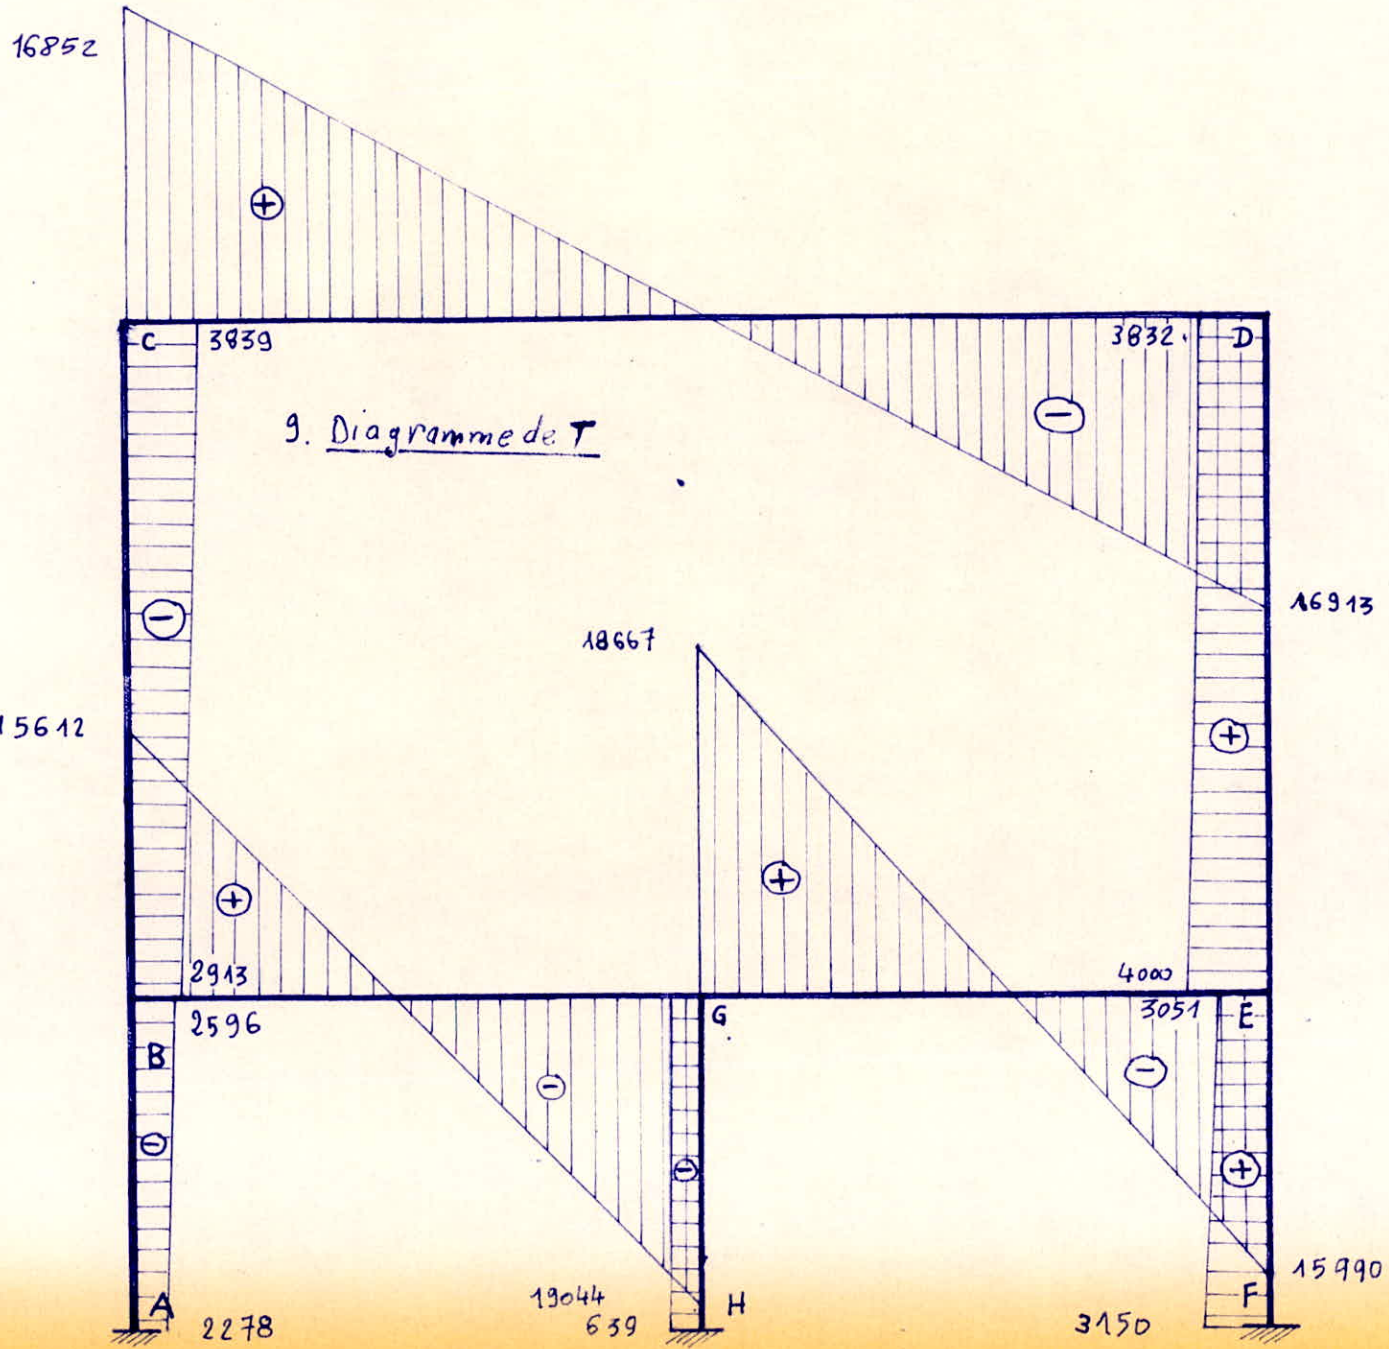 16852
+
C 3839
3832. D
-
9. Diagramme de T
-
16913
18667
15612
+
+
+
2913
4000
2596
G
3051 E
B
-
-
-
-
+
15990
19044
H
F
A 2278
639
3150